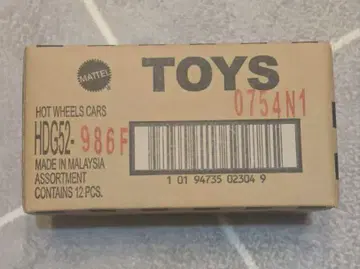 MATTEL
TOYS
0754N1
HOT WHEELS CARS
HDG52-986F
MADE IN MALAYSIA
ASSORTMENT
CONTAINS 12 PCS.
1 01 94735 02304 9